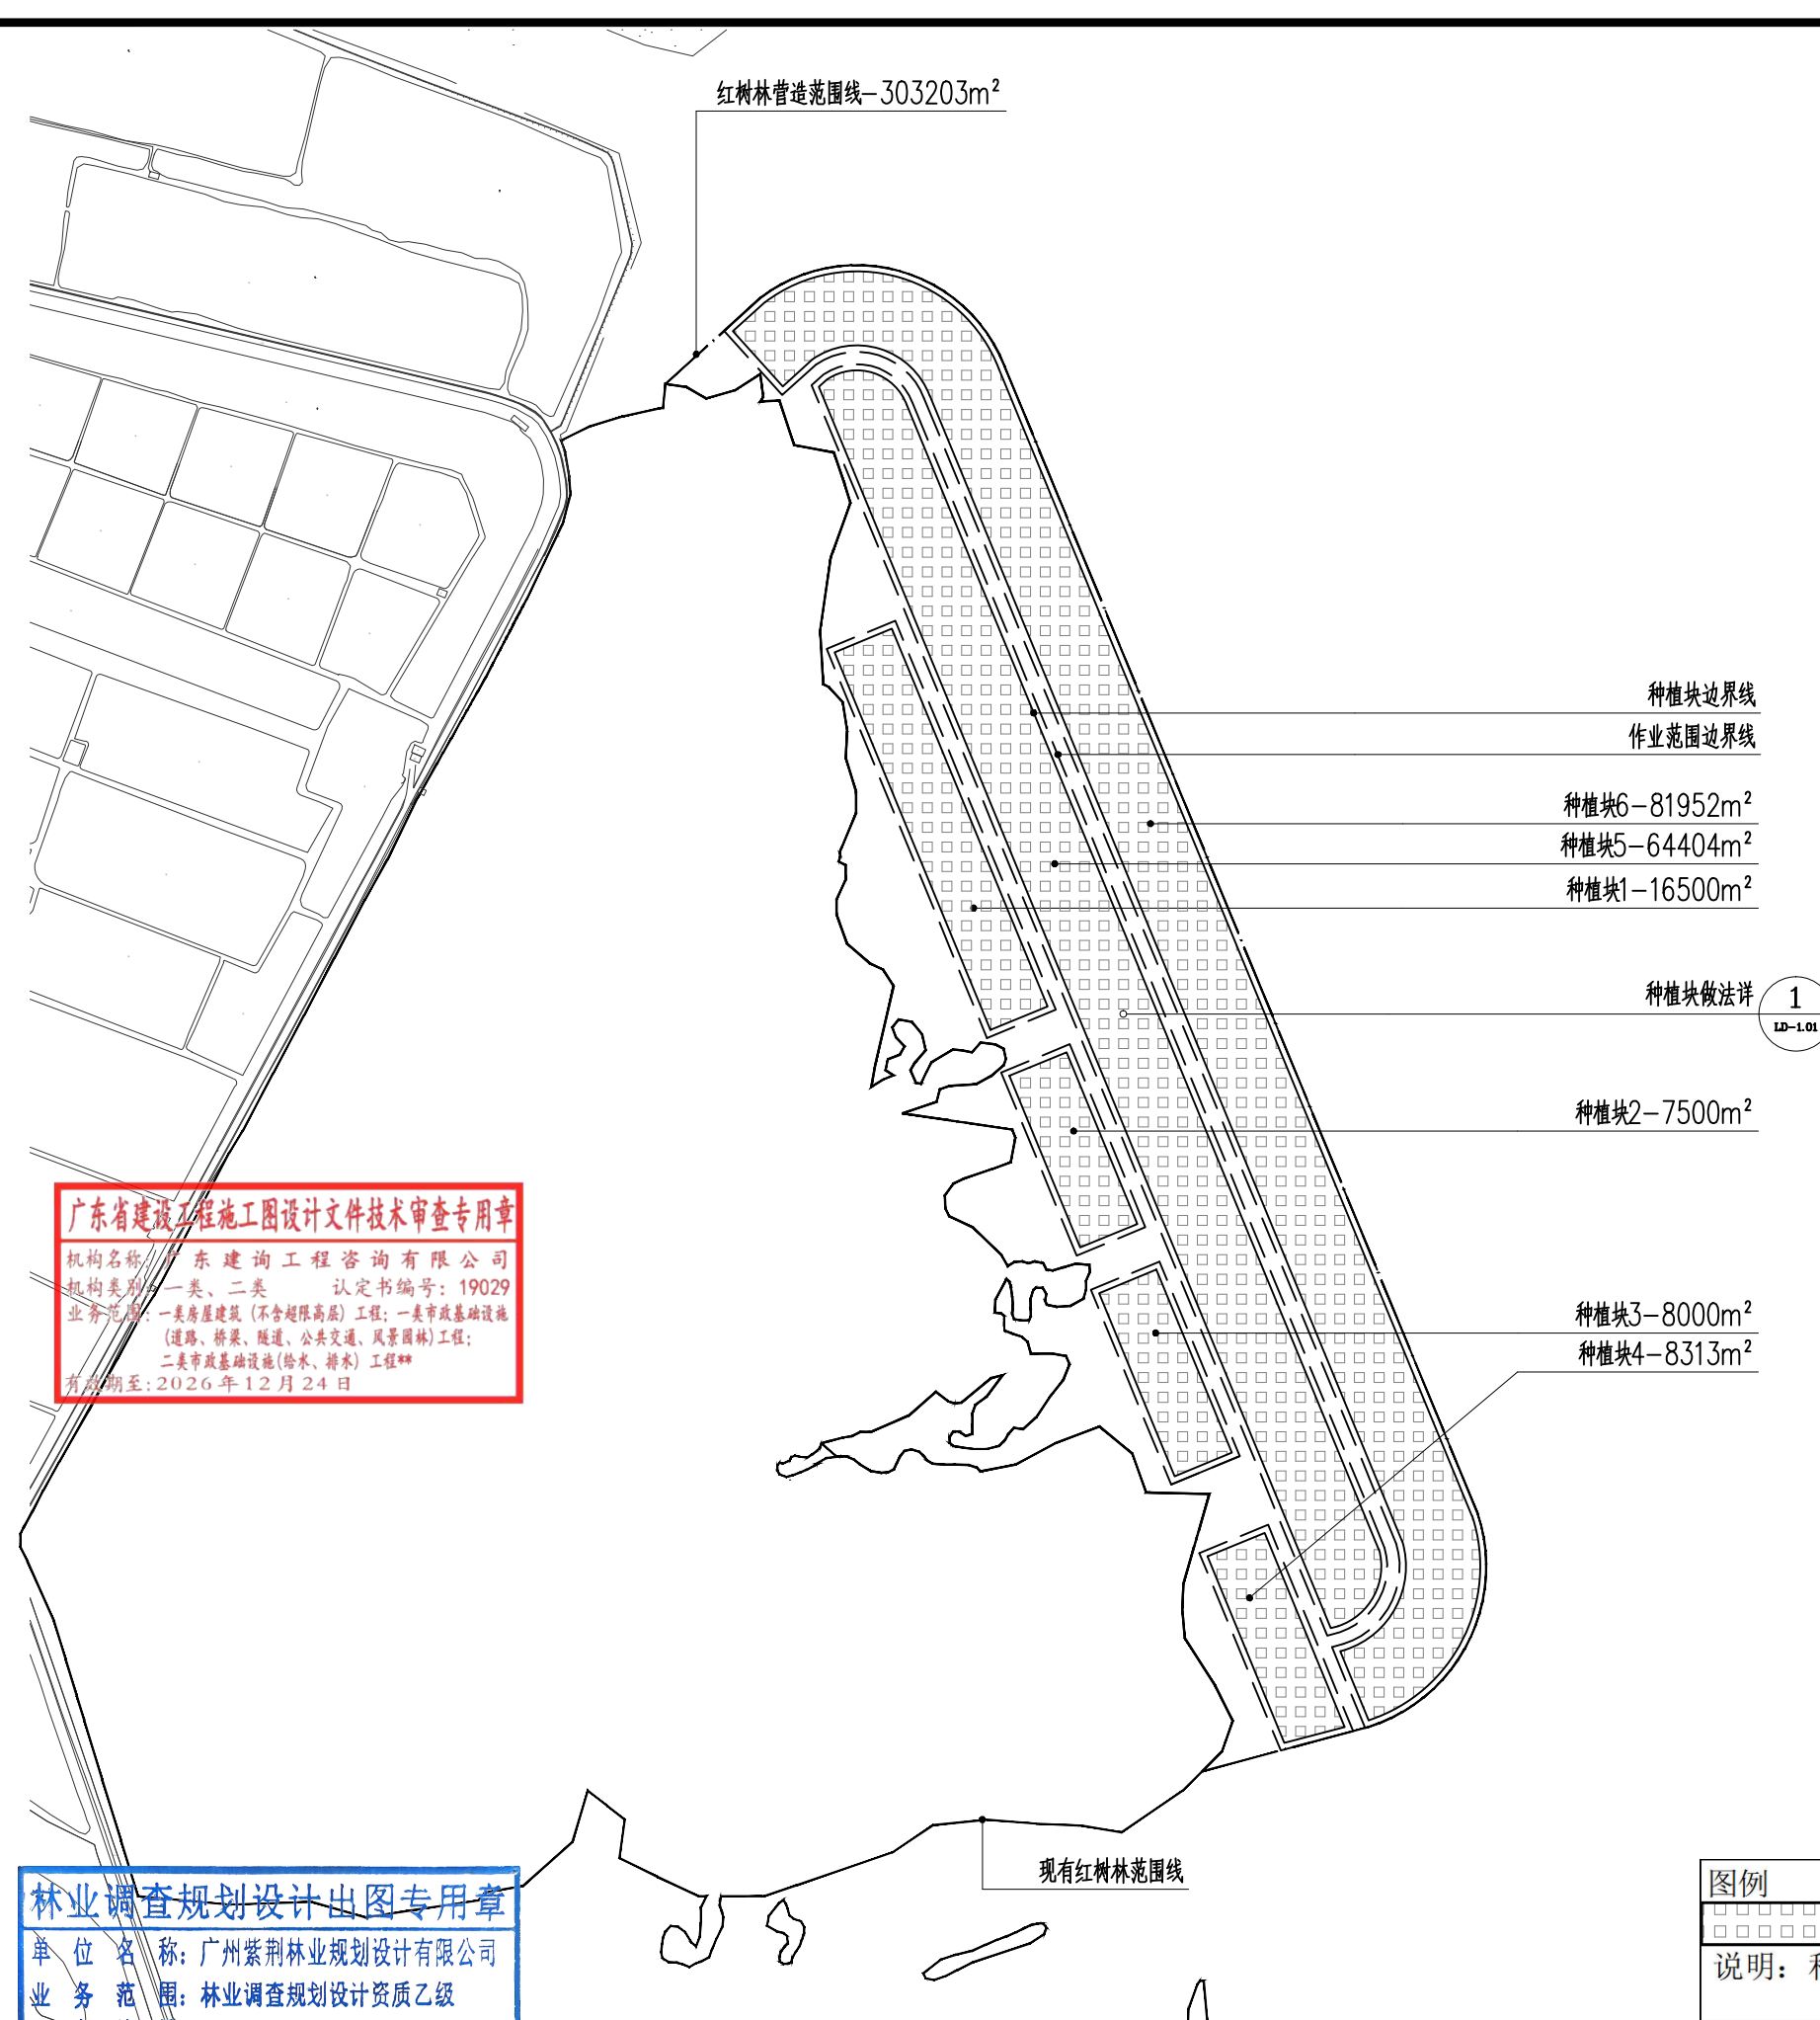 红树林营造范围线-303203m²
种植块边界线
作业范围边界线
种植块6-81952m²
种植块5-64404m²
种植块1-16500m²
种植块做法详
1
LD-1.01
种植块2-7500m²
种植块3-8000m²
种植块4-8313m²
广东省建设工程施工图设计文件技术审查专用章
机构名称: 广东建询工程咨询有限公司
机构类别: 一类、二类 认定书编号: 19029
业务范围: 一类房屋建筑 (不含超限高层) 工程; 一类市政基础设施
(道路、桥梁、隧道、公共交通、风景园林) 工程;
二类市政基础设施(给水、排水) 工程**
有效期至: 2026年12月24日
现有红树林范围线
林业调查规划设计出图专用章
单位名称: 广州紫荆林业规划设计有限公司
业务范围: 林业调查规划设计资质乙级
图例
说明: